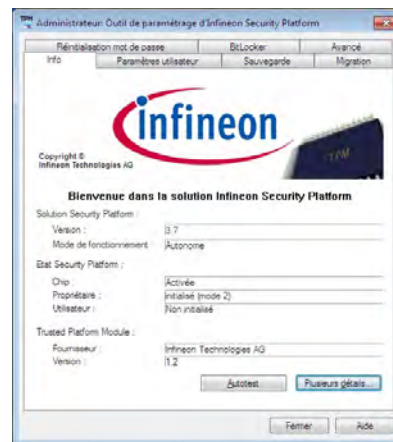 Administrateur Outil de paramétrage d'Infineon Security Platform
Réinitialisation mot de passe BitLocker Avancé
Info Paramètres utilisateur Sauvegarde Migration
infineon
TPM
Copyright ©
Infineon Technologies AG
Bienvenue dans la solution Infineon Security Platform
Solution Security Platform :
Version : 3.7
Mode de fonctionnement Autonome
Etat Security Platform :
Chip : Activée
Propriétaire : initialisé (mode 2)
Utilisateur : Non initialisé
Trusted Platform Module :
Fournisseur : Infineon Technologies AG
Version : 1.2
Autotest Plusieurs détails...
Fermer Aide